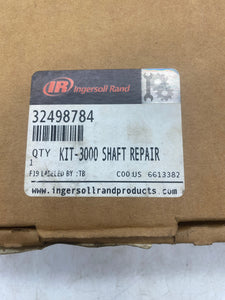 IR Ingersoll Rand
32498784
QTY KIT-3000 SHAFT REPAIR
1
F19 LABELED BY :TB COO:US 6613382
www.ingersollrandproducts.com